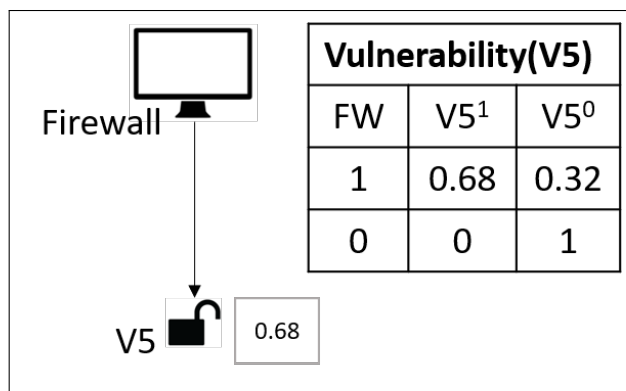 Firewall
V5
0.68
Vulnerability(V5)
FW V5¹ V5⁰
1 0.68 0.32
0 0 1